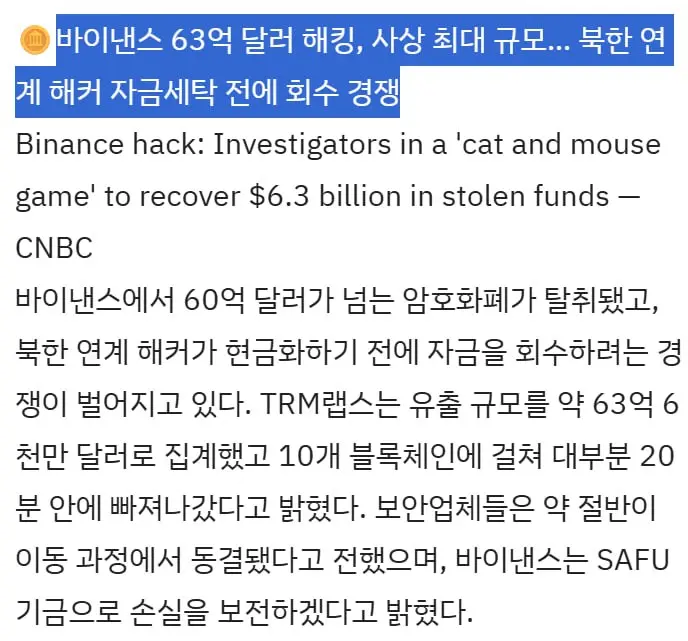 바이낸스 63억 달러 해킹, 사상 최대 규모... 북한 연
계 해커 자금세탁 전에 회수 경쟁
Binance hack: Investigators in a 'cat and mouse
game' to recover $6.3 billion in stolen funds —
CNBC
바이낸스에서 60억 달러가 넘는 암호화폐가 탈취됐고,
북한 연계 해커가 현금화하기 전에 자금을 회수하려는 경
쟁이 벌어지고 있다. TRM랩스는 유출 규모를 약 63억 6
천만 달러로 집계했고 10개 블록체인에 걸쳐 대부분 20
분 안에 빠져나갔다고 밝혔다. 보안업체들은 약 절반이
이동 과정에서 동결됐다고 전했으며, 바이낸스는 SAFU
기금으로 손실을 보전하겠다고 밝혔다.